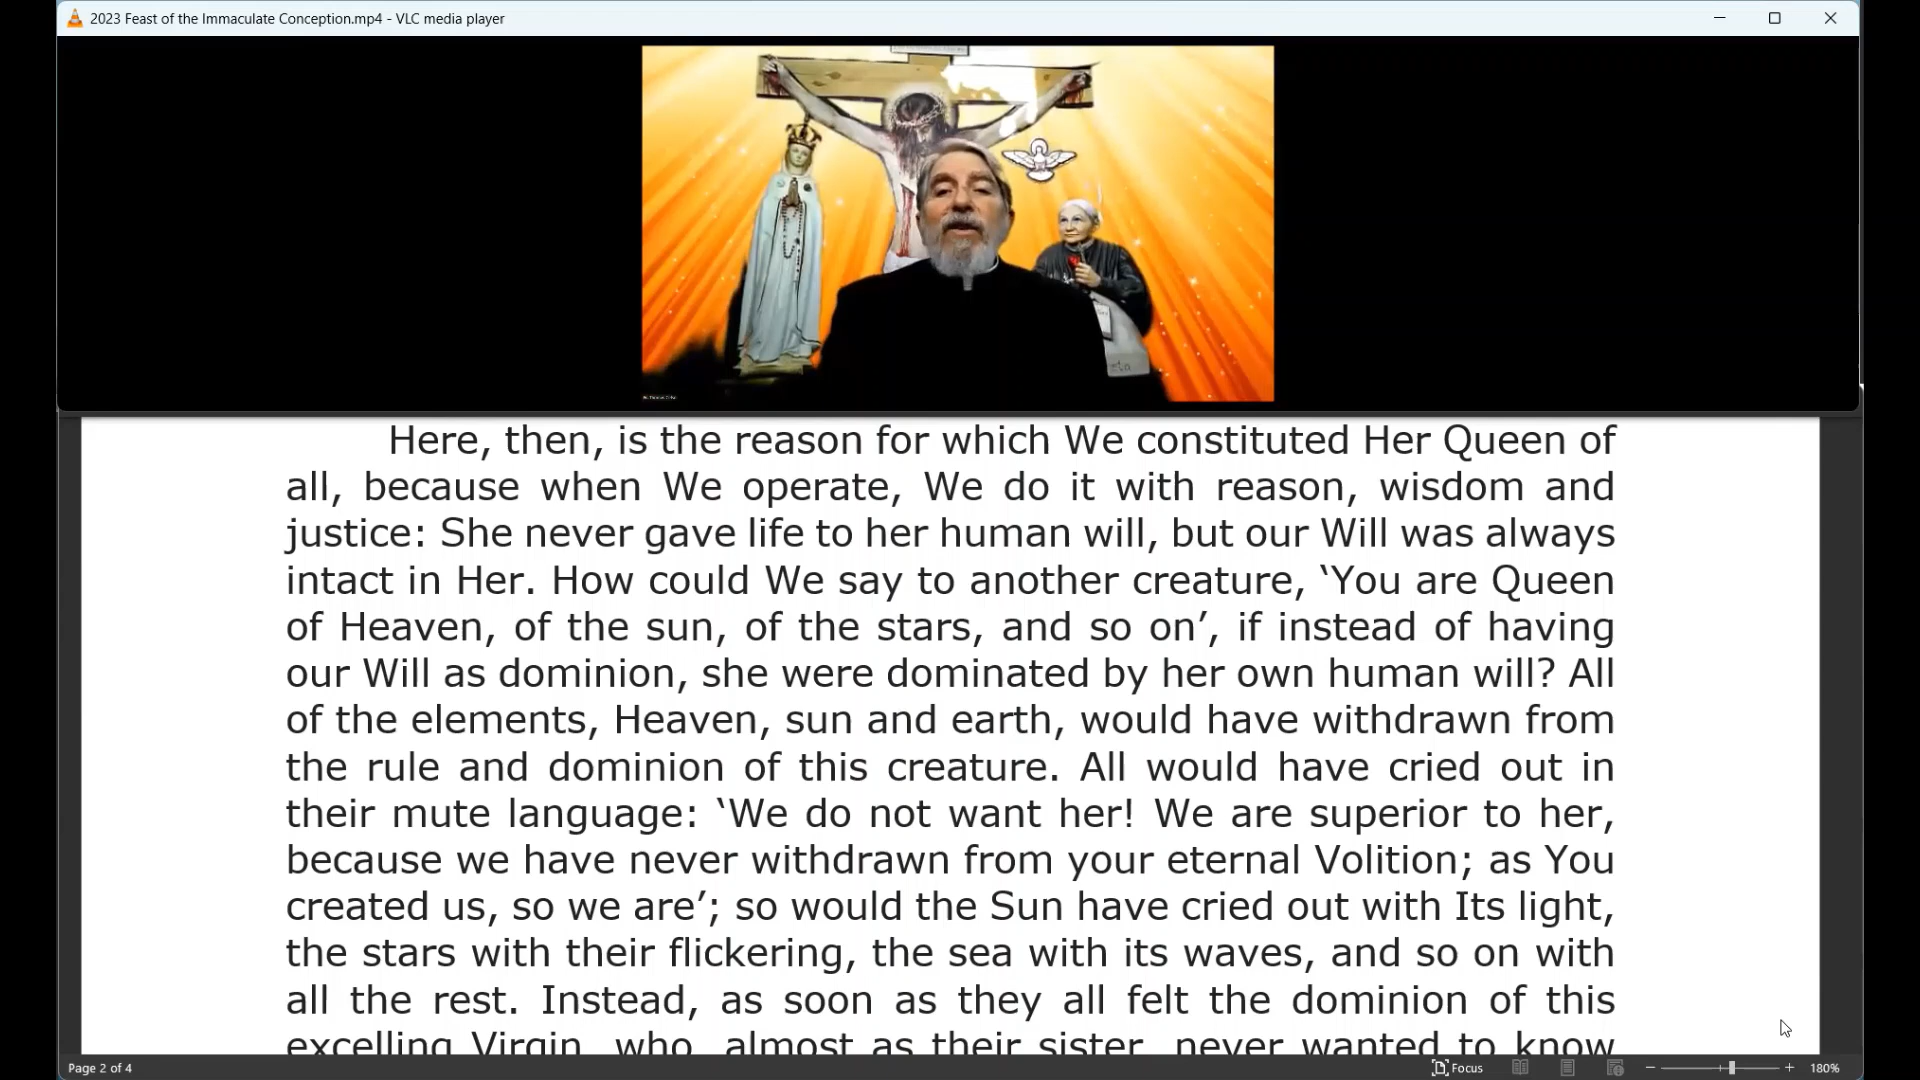 2023 Feast of the Immaculate Conception.mp4 - VLC media player
Here, then, is the reason for which We constituted Her Queen of
all, because when We operate, We do it with reason, wisdom and
justice: She never gave life to her human will, but our Will was always
intact in Her. How could We say to another creature, ‘You are Queen
of Heaven, of the sun, of the stars, and so on’, if instead of having
our Will as dominion, she were dominated by her own human will? All
of the elements, Heaven, sun and earth, would have withdrawn from
the rule and dominion of this creature. All would have cried out in
their mute language: ‘We do not want her! We are superior to her,
because we have never withdrawn from your eternal Volition; as You
created us, so we are’; so would the Sun have cried out with Its light,
the stars with their flickering, the sea with its waves, and so on with
all the rest. Instead, as soon as they all felt the dominion of this
excelling Virgin, who, almost as their sister, never wanted to know
Page 2 of 4
Focus
180%